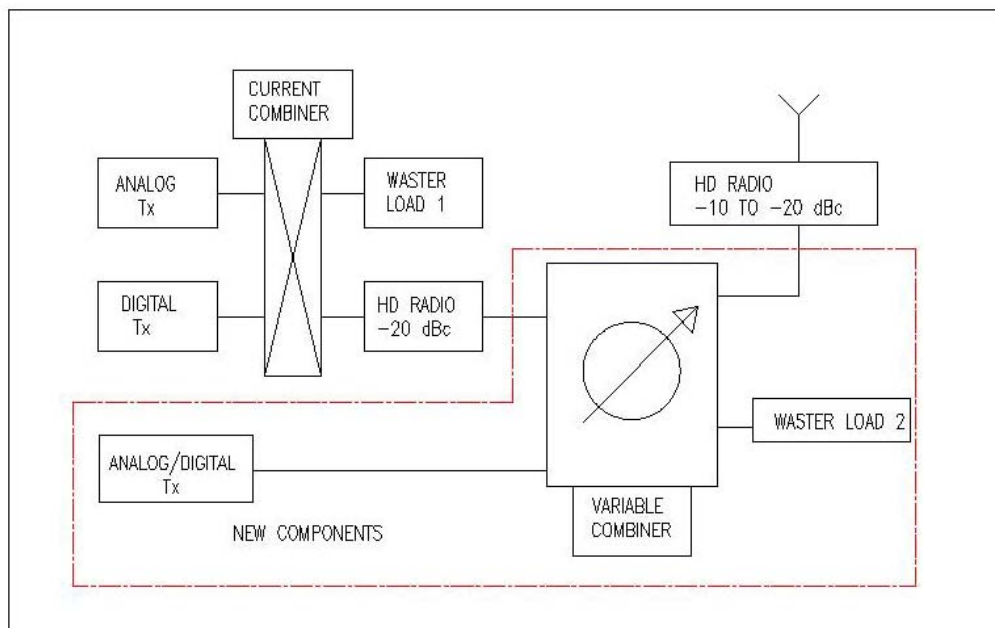 CURRENT
COMBINER
ANALOG
Tx
WASTER
LOAD 1
HD RADIO
-10 TO -20 dBc
DIGITAL
Tx
HD RADIO
-20 dBc
WASTER LOAD 2
ANALOG/DIGITAL
Tx
VARIABLE
COMBINER
NEW COMPONENTS